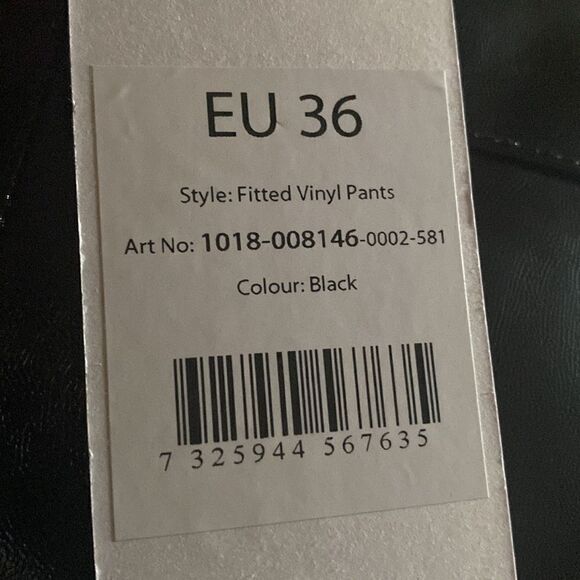 EU 36
Style: Fitted Vinyl Pants
Art No: 1018-008146-0002-581
Colour: Black
7 325944 567635